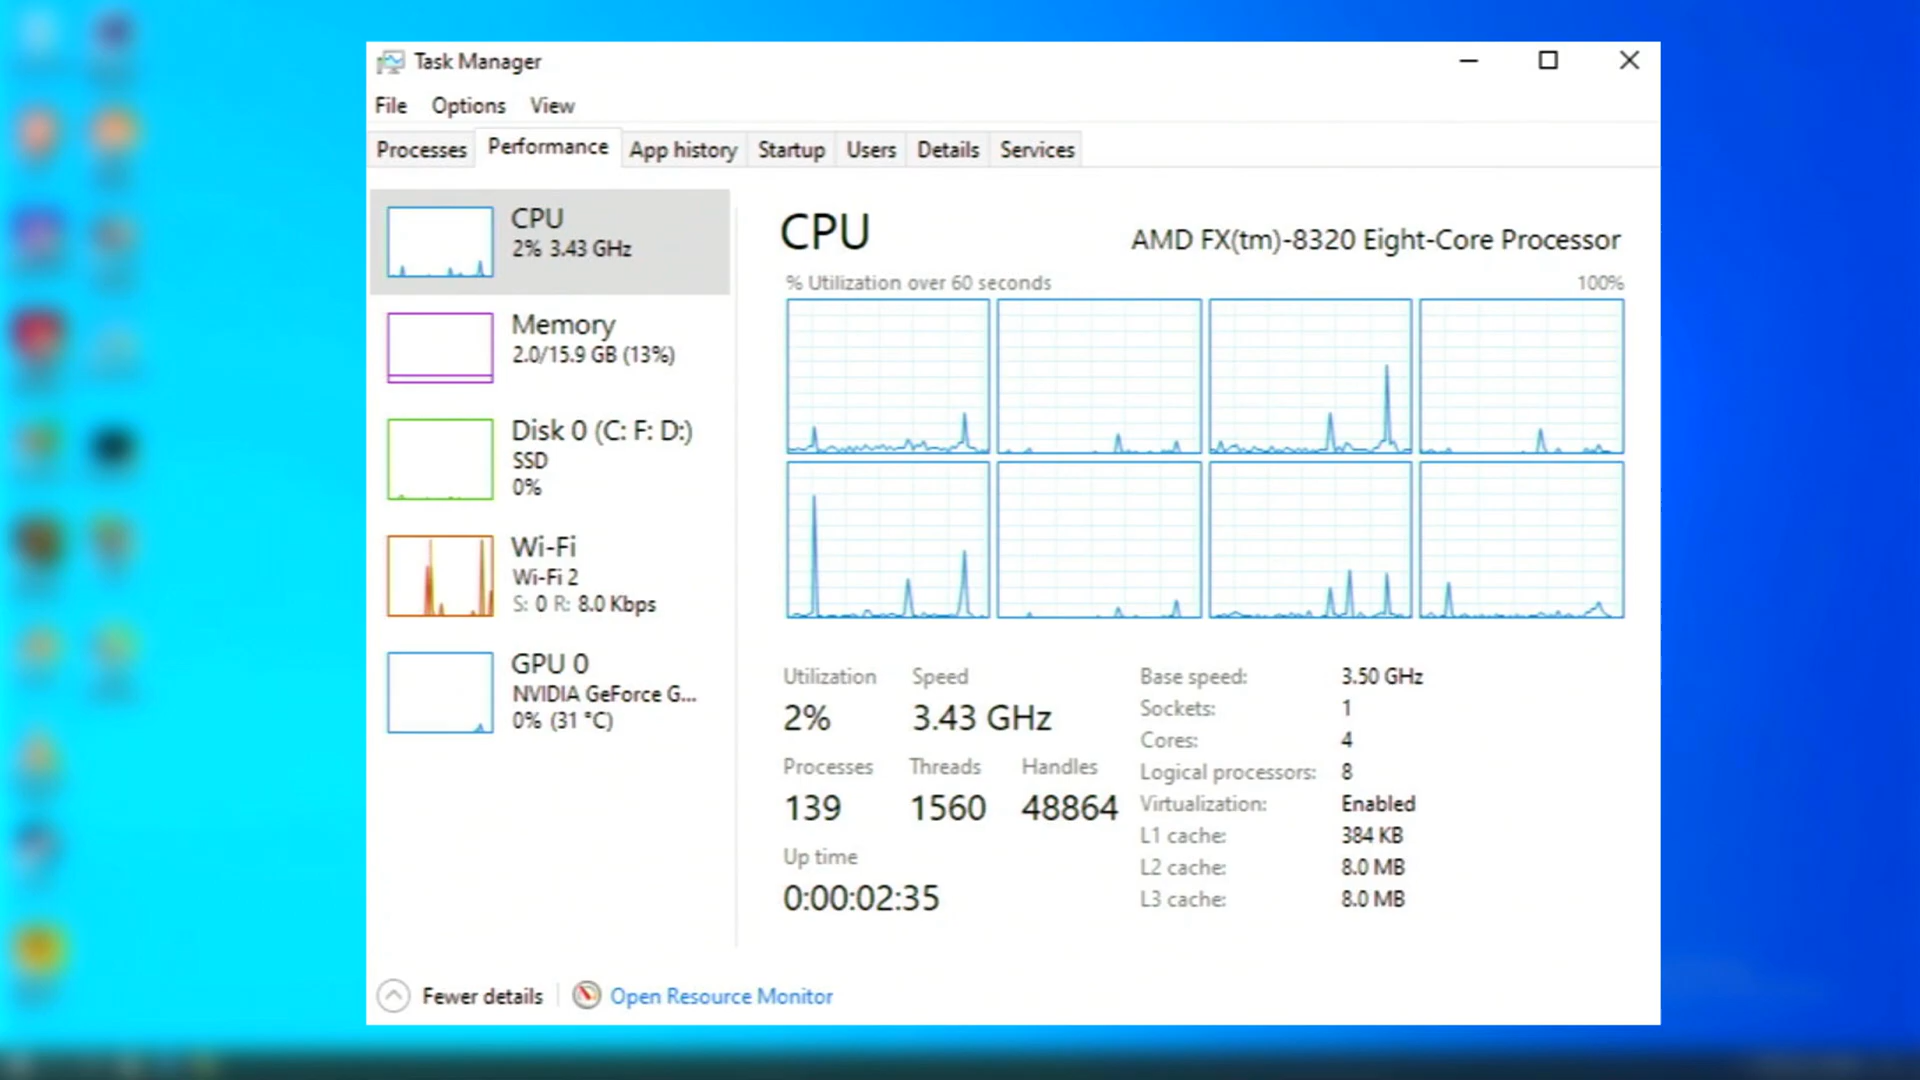 Task Manager
File Options View
Processes Performance App history Startup Users Details Services
CPU
2% 3.43 GHz
Memory
2.0/15.9 GB (13%)
Disk 0 (C: F: D:)
SSD
0%
Wi-Fi
Wi-Fi 2
S: 0 R: 8.0 Kbps
GPU 0
NVIDIA GeForce G...
0% (31 °C)
CPU AMD FX(tm)-8320 Eight-Core Processor
% Utilization over 60 seconds 100%
Utilization Speed
2% 3.43 GHz
Processes Threads Handles
139 1560 48864
Up time
0:00:02:35
Base speed: 3.50 GHz
Sockets: 1
Cores: 4
Logical processors: 8
Virtualization: Enabled
L1 cache: 384 KB
L2 cache: 8.0 MB
L3 cache: 8.0 MB
Fewer details Open Resource Monitor